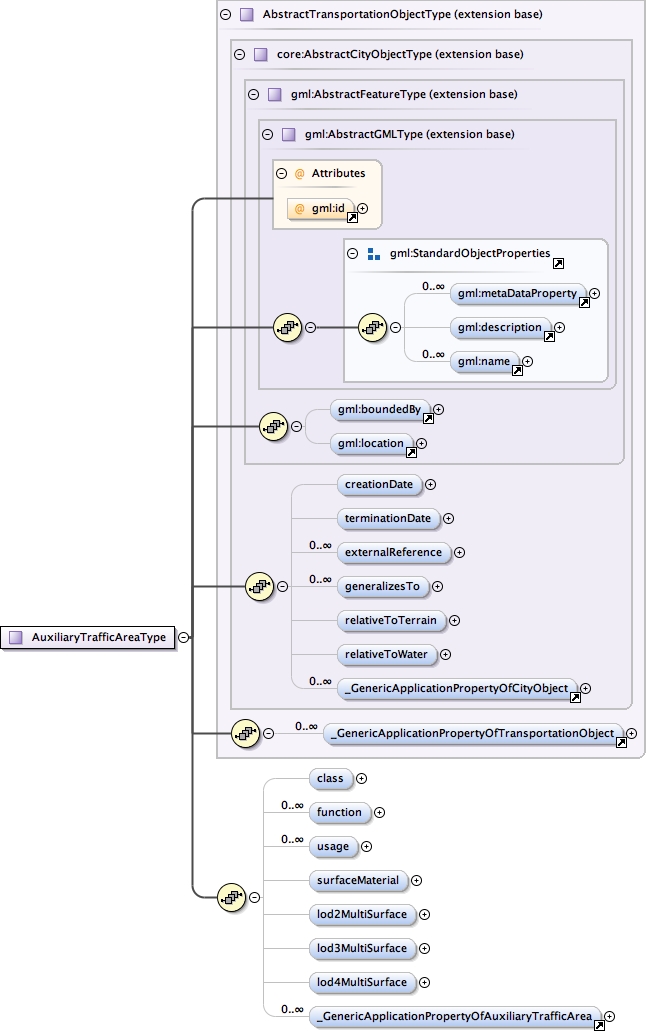 AbstractTransportationObjectType (extension base)
core:AbstractCityObjectType (extension base)
gml:AbstractFeatureType (extension base)
gml:AbstractGMLType (extension base)
@ Attributes
@ gml:id
gml:StandardObjectProperties
0..∞ gml:metaDataProperty
gml:description
0..∞ gml:name
gml:boundedBy
gml:location
creationDate
terminationDate
0..∞ externalReference
0..∞ generalizesTo
relativeToTerrain
AuxiliaryTrafficAreaType
relativeToWater
0..∞ _GenericApplicationPropertyOfCityObject
0..∞ _GenericApplicationPropertyOfTransportationObject
class
0..∞ function
0..∞ usage
surfaceMaterial
lod2MultiSurface
lod3MultiSurface
lod4MultiSurface
0..∞ _GenericApplicationPropertyOfAuxiliaryTrafficArea